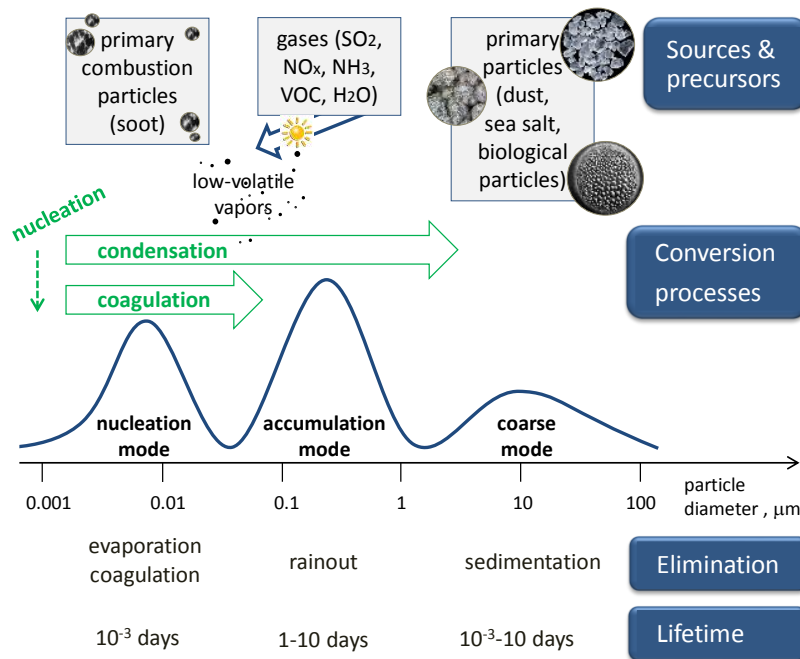 primary
combustion
particles
(soot)
gases (SO2,
NOx, NH3,
VOC, H2O)
primary
particles
(dust,
sea salt,
biological
particles)
Sources &
precursors
low-volatile
vapors
nucleation
condensation
coagulation
Conversion
processes
nucleation
mode
accumulation
mode
coarse
mode
0.001 0.01 0.1 1 10 100
particle
diameter , μm
evaporation
coagulation
rainout
sedimentation
Elimination
10-3 days 1-10 days 10-3-10 days
Lifetime